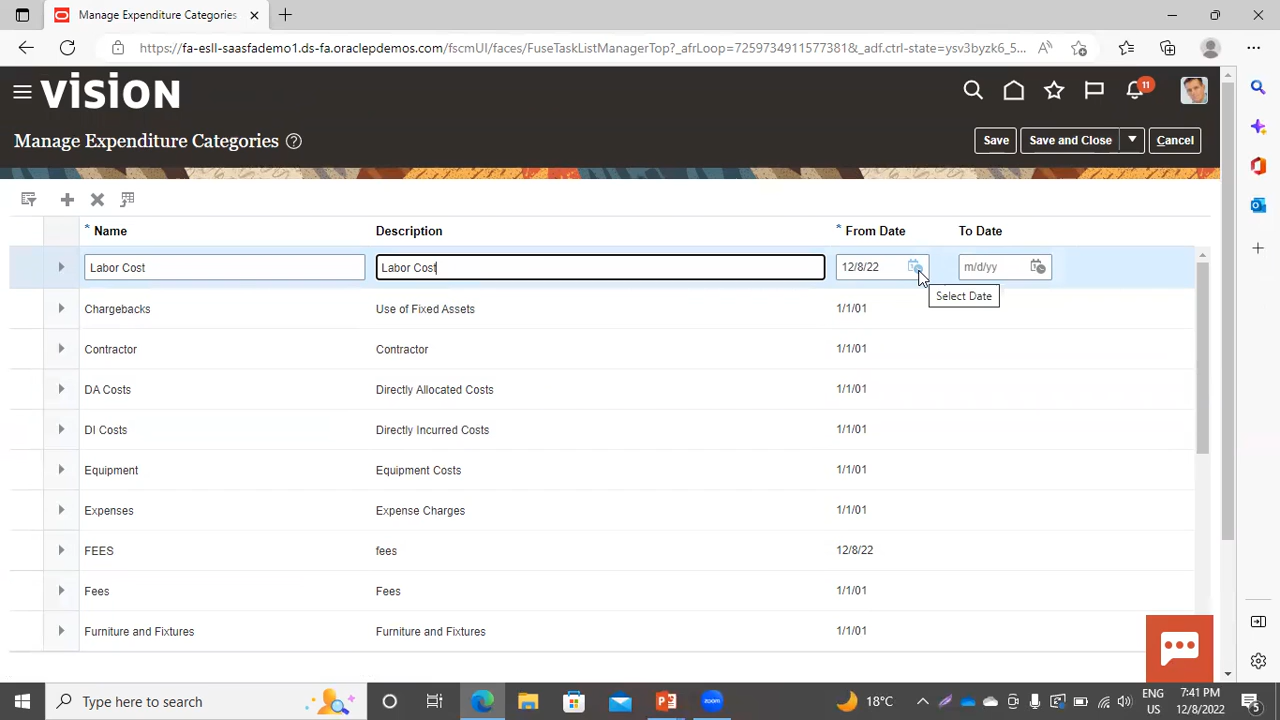 Manage Expenditure Categories
https://fa-esll-saasfademo1.ds-fa.oraclepdemos.com/fscmUI/faces/FuseTaskListManagerTop?_afrLoop=7259734911577381&_adf.ctrl-state=ysv3byzk6_5...
VISION
11
Manage Expenditure Categories ?
Save Save and Close Cancel
* Name Description * From Date To Date
Labor Cost Labor Cost 12/8/22 m/d/yy
Select Date
Chargebacks Use of Fixed Assets 1/1/01
Contractor Contractor 1/1/01
DA Costs Directly Allocated Costs 1/1/01
DI Costs Directly Incurred Costs 1/1/01
Equipment Equipment Costs 1/1/01
Expenses Expense Charges 1/1/01
FEES fees 12/8/22
Fees Fees 1/1/01
Furniture and Fixtures Furniture and Fixtures 1/1/01
Type here to search
zoom
18°C
ENG
7:41 PM
IN
12/8/2022
5